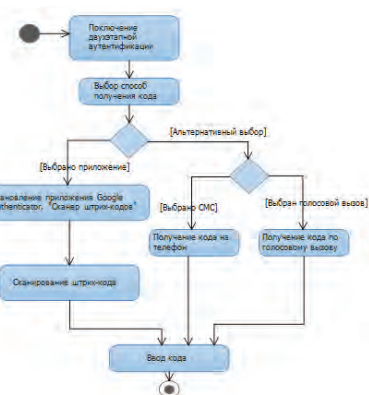 Поключение
двухэтапной
аутентификации
Выбор способ
получения кода
[Альтернативный выбор]
[Выбрано приложение]
[Выбрано СМС]
[Выбран голосовой вызов]
ановление приложения Google
uthenticator, "Сканер штрих-кодов"
Получение кода на
телефон
Получение кода по
голосовому вызову
Сканирование штрих-кода
Ввод кода